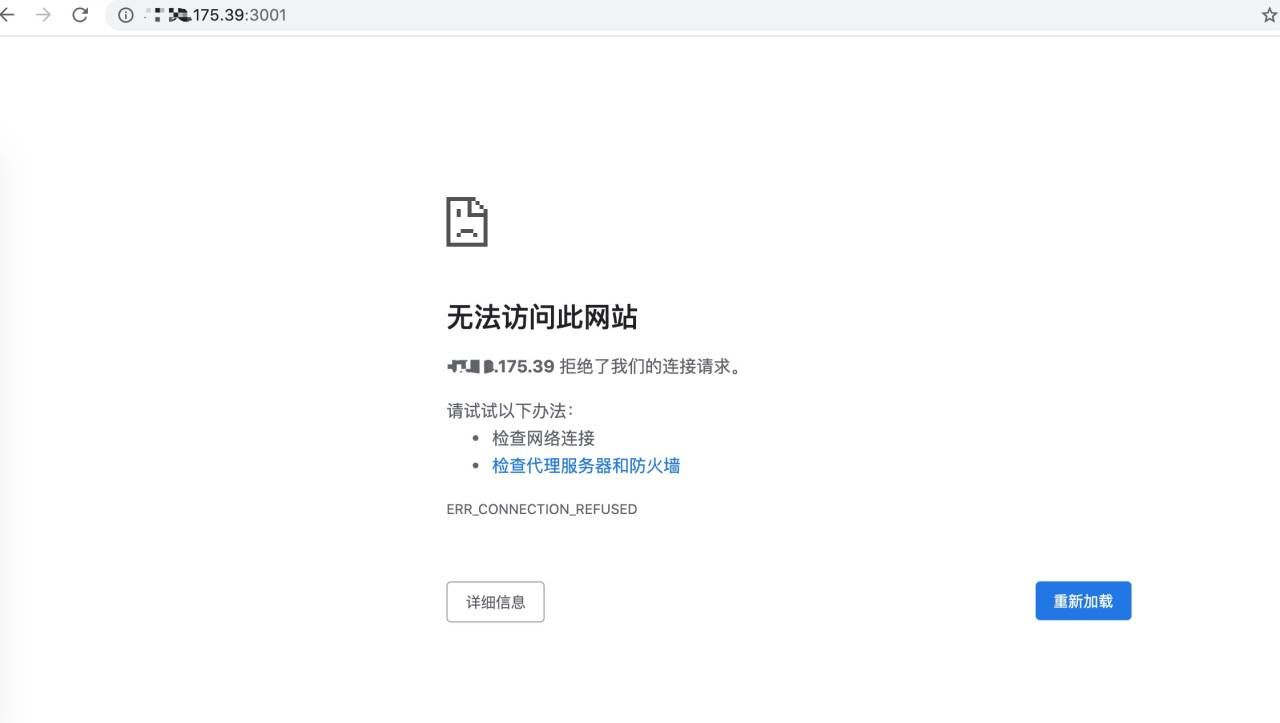 .175.39:3001
无法访问此网站
.175.39 拒绝了我们的连接请求。
请试试以下办法：
检查网络连接
检查代理服务器和防火墙
ERR_CONNECTION_REFUSED
详细信息
重新加载